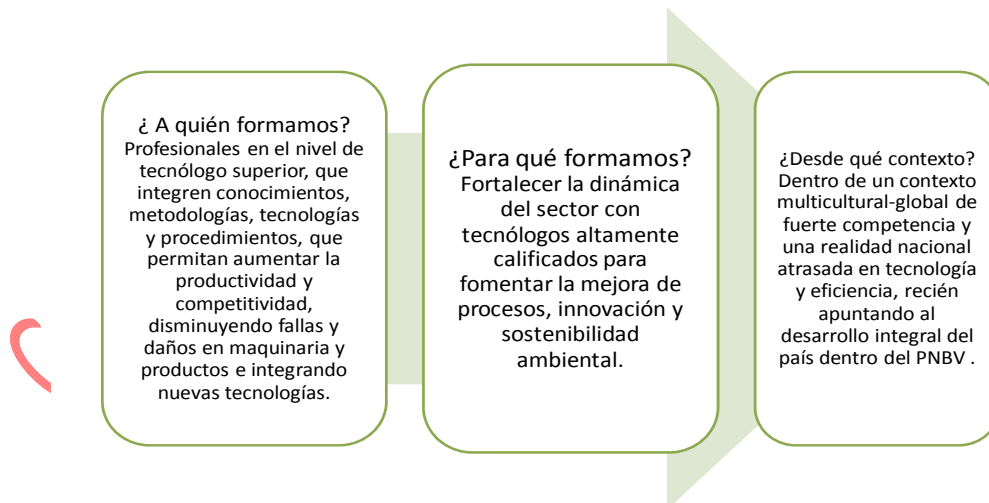 ¿ A quién formamos?
Profesionales en el nivel de
tecnólogo superior, que
integren conocimientos,
metodologías, tecnologías
y procedimientos, que
permitan aumentar la
productividad y
competitividad,
disminuyendo fallas y
daños en maquinaria y
productos e integrando
nuevas tecnologías.
¿Para qué formamos?
Fortalecer la dinámica
del sector con
tecnólogos altamente
calificados para
fomentar la mejora de
procesos, innovación y
sostenibilidad
ambiental.
¿Desde qué contexto?
Dentro de un contexto
multicultural-global de
fuerte competencia y
una realidad nacional
atrasada en tecnología
y eficiencia, recién
apuntando al
desarrollo integral del
país dentro del PNBV .